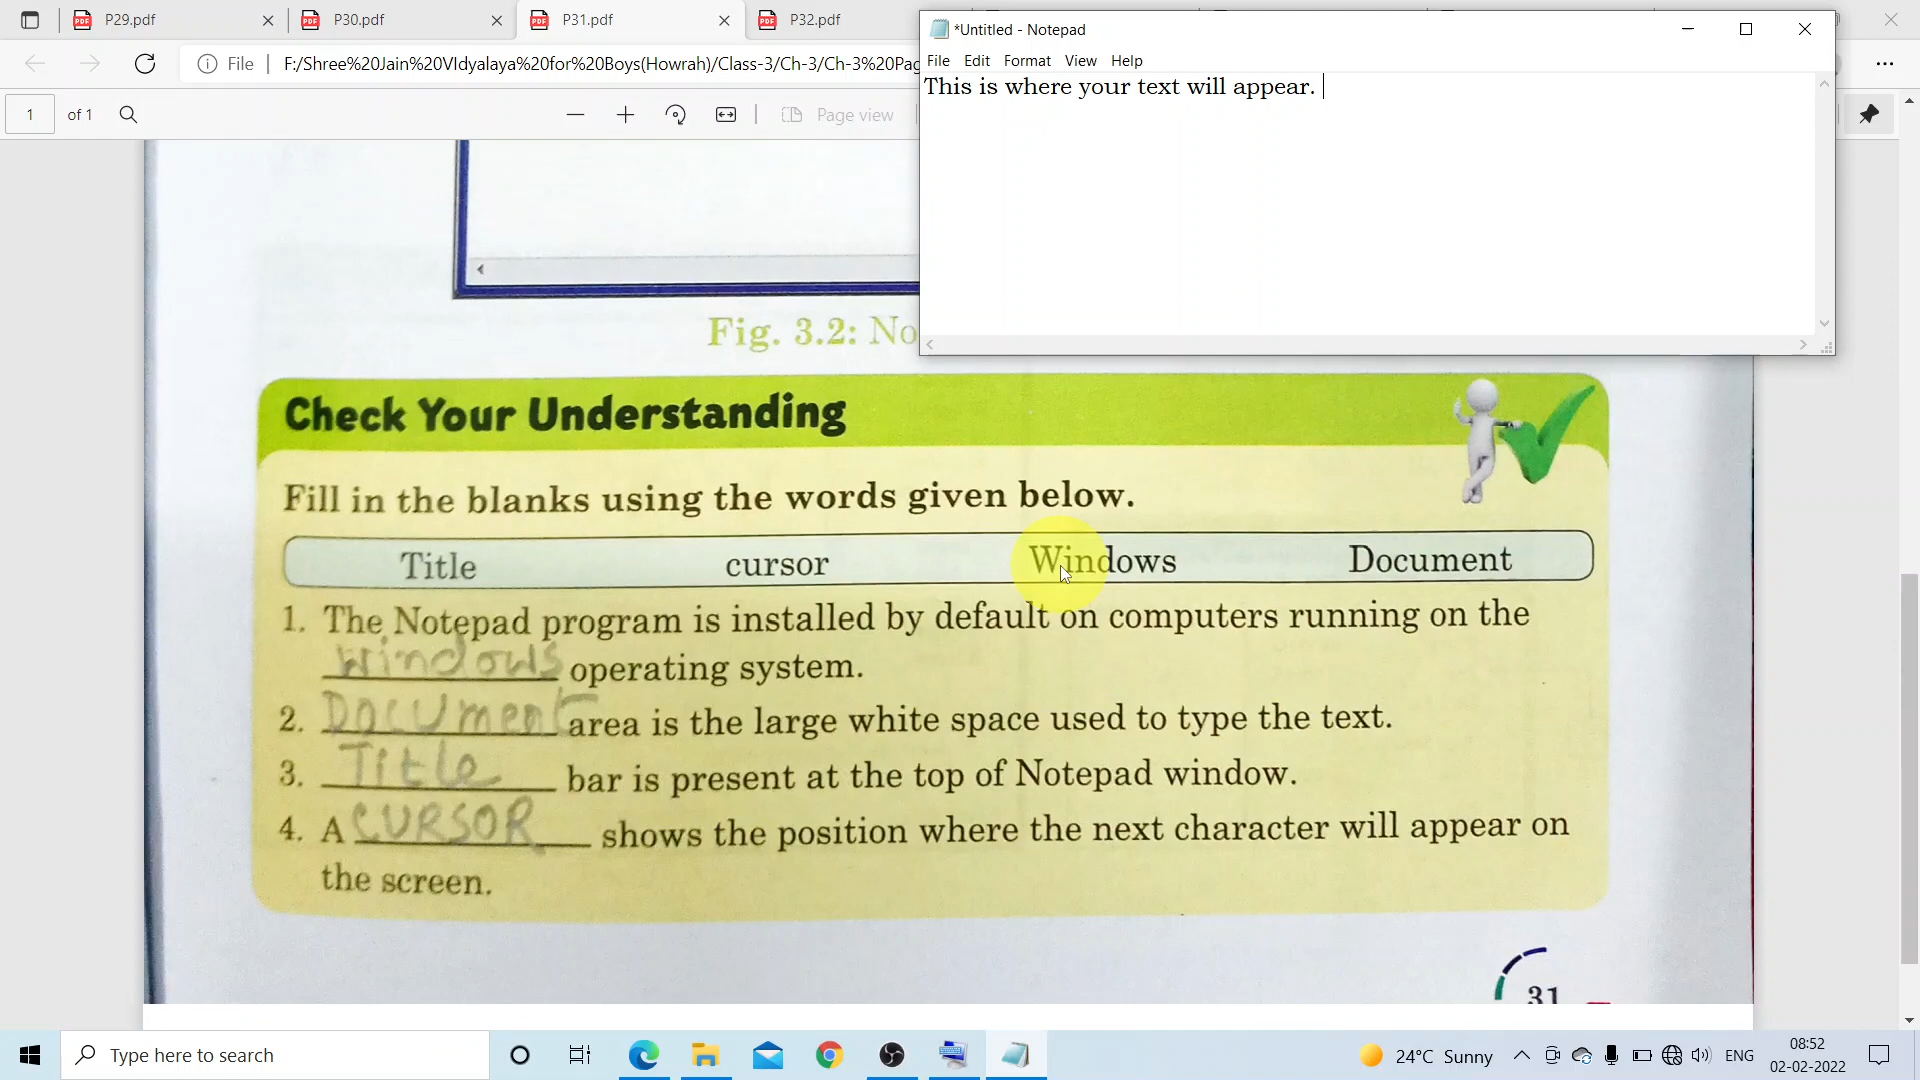 P29.pdf
P30.pdf
P31.pdf
P32.pdf
File
F:/Shree%20Jain%20VIdyalaya%20for%20Boys(Howrah)/Class-3/Ch-3/Ch-3%20Pag
1 of 1
Page view
*Untitled - Notepad
File Edit Format View Help
This is where your text will appear.
Fig. 3.2: No
Check Your Understanding
Fill in the blanks using the words given below.
Title cursor Windows Document
1. The Notepad program is installed by default on computers running on the
Windows operating system.
2. Document area is the large white space used to type the text.
3. Title bar is present at the top of Notepad window.
4. A CURSOR shows the position where the next character will appear on
the screen.
31
Type here to search
24°C Sunny
ENG
08:52
02-02-2022